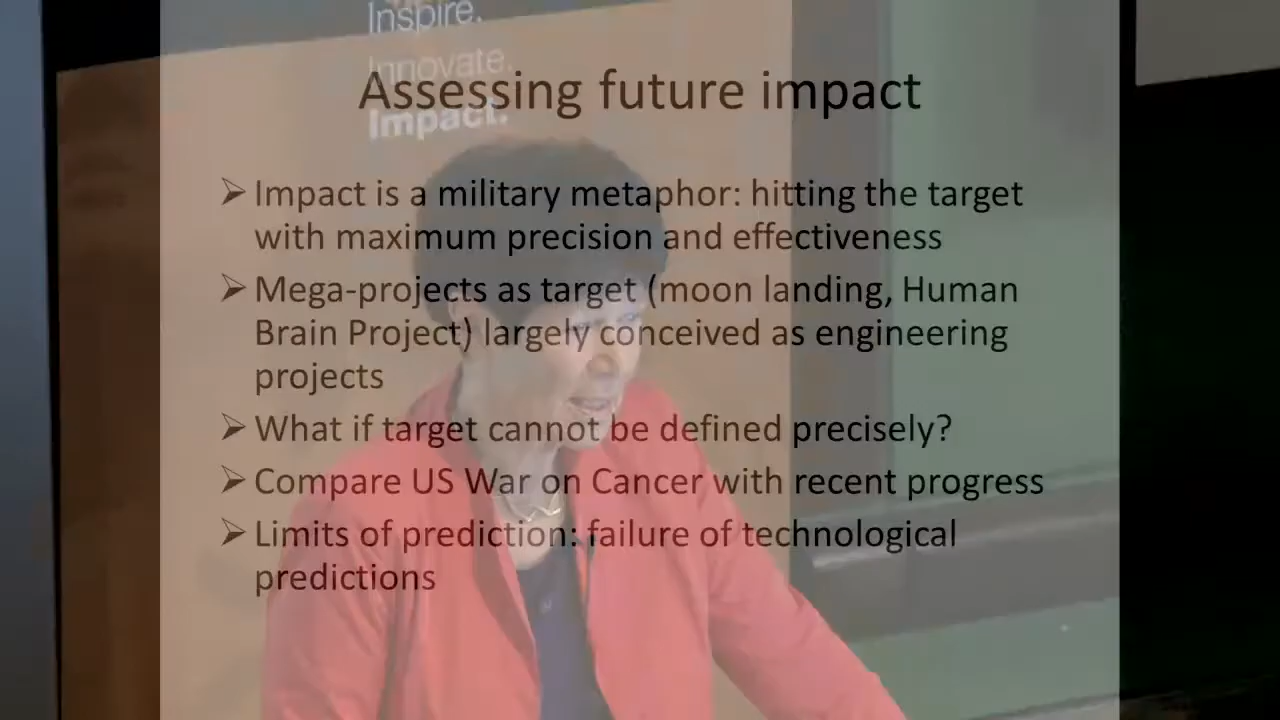 Inspire.
Innovate.
Assessing future impact
Impact.
➢ Impact is a military metaphor: hitting the target
with maximum precision and effectiveness
➢ Mega-projects as target (moon landing, Human
Brain Project) largely conceived as engineering
projects
➢ What if target cannot be defined precisely?
➢ Compare US War on Cancer with recent progress
➢ Limits of prediction: failure of technological
predictions